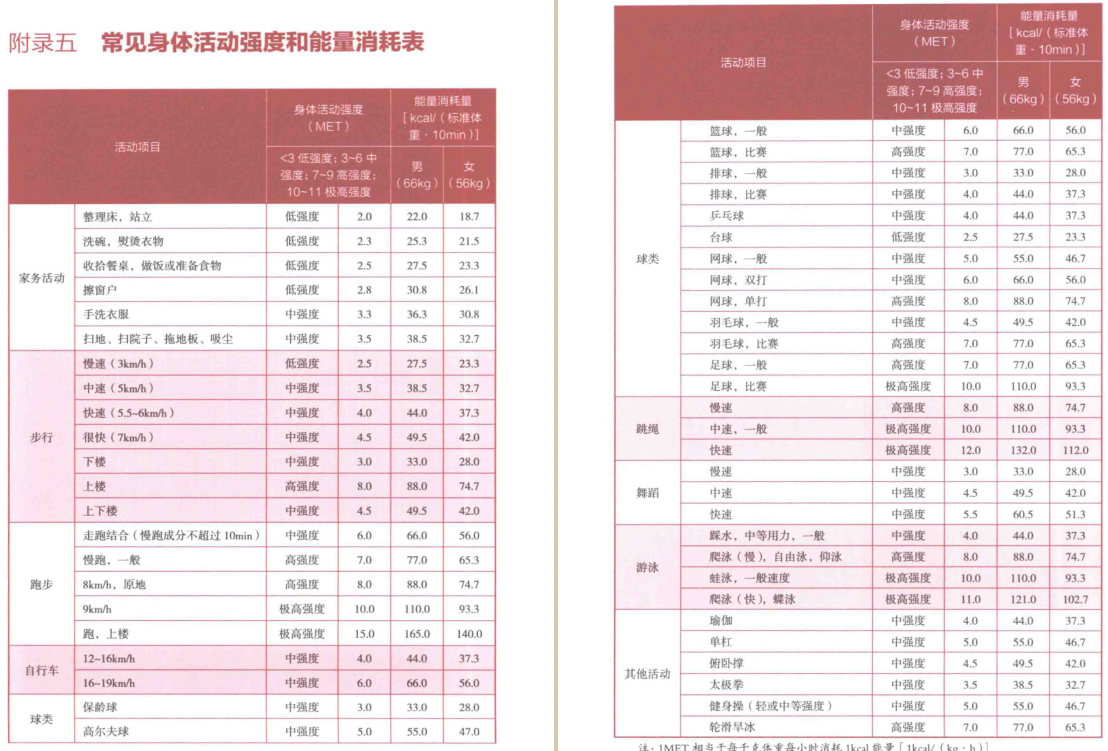 附录五 常见身体活动强度和能量消耗表
活动项目 身体活动强度（MET） 能量消耗量[kcal/（标准体重·10min）]
<3 低强度；3~6 中强度；7~9 高强度；10~11 极高强度 男（66kg） 女（56kg）
家务活动 整理床，站立 低强度 2.0 22.0 18.7
洗碗，熨烫衣物 低强度 2.3 25.3 21.5
收拾餐桌，做饭或准备食物 低强度 2.5 27.5 23.3
擦窗户 低强度 2.8 30.8 26.1
手洗衣服 中强度 3.3 36.3 30.8
扫地、扫院子、拖地板、吸尘 中强度 3.5 38.5 32.7
步行 慢速（3km/h） 低强度 2.5 27.5 23.3
中速（5km/h） 中强度 3.5 38.5 32.7
快速（5.5~6km/h） 中强度 4.0 44.0 37.3
很快（7km/h） 中强度 4.5 49.5 42.0
下楼 中强度 3.0 33.0 28.0
上楼 高强度 8.0 88.0 74.7
上下楼 中强度 4.5 49.5 42.0
跑步 走跑结合（慢跑成分不超过 10min） 中强度 6.0 66.0 56.0
慢跑，一般 高强度 7.0 77.0 65.3
8km/h，原地 高强度 8.0 88.0 74.7
9km/h 极高强度 10.0 110.0 93.3
跑，上楼 极高强度 15.0 165.0 140.0
自行车 12~16km/h 中强度 4.0 44.0 37.3
16~19km/h 中强度 6.0 66.0 56.0
球类 保龄球 中强度 3.0 33.0 28.0
高尔夫球 中强度 5.0 55.0 47.0
活动项目 身体活动强度（MET） 能量消耗量[kcal/（标准体重·10min）]
<3 低强度；3~6 中强度；7~9 高强度；10~11 极高强度 男（66kg） 女（56kg）
球类 篮球，一般 中强度 6.0 66.0 56.0
篮球，比赛 高强度 7.0 77.0 65.3
排球，一般 中强度 3.0 33.0 28.0
排球，比赛 中强度 4.0 44.0 37.3
乒乓球 中强度 4.0 44.0 37.3
台球 低强度 2.5 27.5 23.3
网球，一般 中强度 5.0 55.0 46.7
网球，双打 中强度 6.0 66.0 56.0
网球，单打 高强度 8.0 88.0 74.7
羽毛球，一般 中强度 4.5 49.5 42.0
羽毛球，比赛 高强度 7.0 77.0 65.3
足球，一般 高强度 7.0 77.0 65.3
足球，比赛 极高强度 10.0 110.0 93.3
跳绳 慢速 高强度 8.0 88.0 74.7
中速，一般 极高强度 10.0 110.0 93.3
快速 极高强度 12.0 132.0 112.0
舞蹈 慢速 中强度 3.0 33.0 28.0
中速 中强度 4.5 49.5 42.0
快速 中强度 5.5 60.5 51.3
游泳 踩水，中等用力，一般 中强度 4.0 44.0 37.3
爬泳（慢），自由泳、仰泳 高强度 8.0 88.0 74.7
蛙泳，一般速度 极高强度 10.0 110.0 93.3
爬泳（快），蝶泳 极高强度 11.0 121.0 102.7
其他活动 瑜伽 中强度 4.0 44.0 37.3
单杠 中强度 5.0 55.0 46.7
俯卧撑 中强度 4.5 49.5 42.0
太极拳 中强度 3.5 38.5 32.7
健身操（轻或中等强度） 中强度 5.0 55.0 46.7
轮滑旱冰 高强度 7.0 77.0 65.3
注：1MET 相当于每千克体重每小时消耗 1kcal 能量[1kcal/（kg·h）]